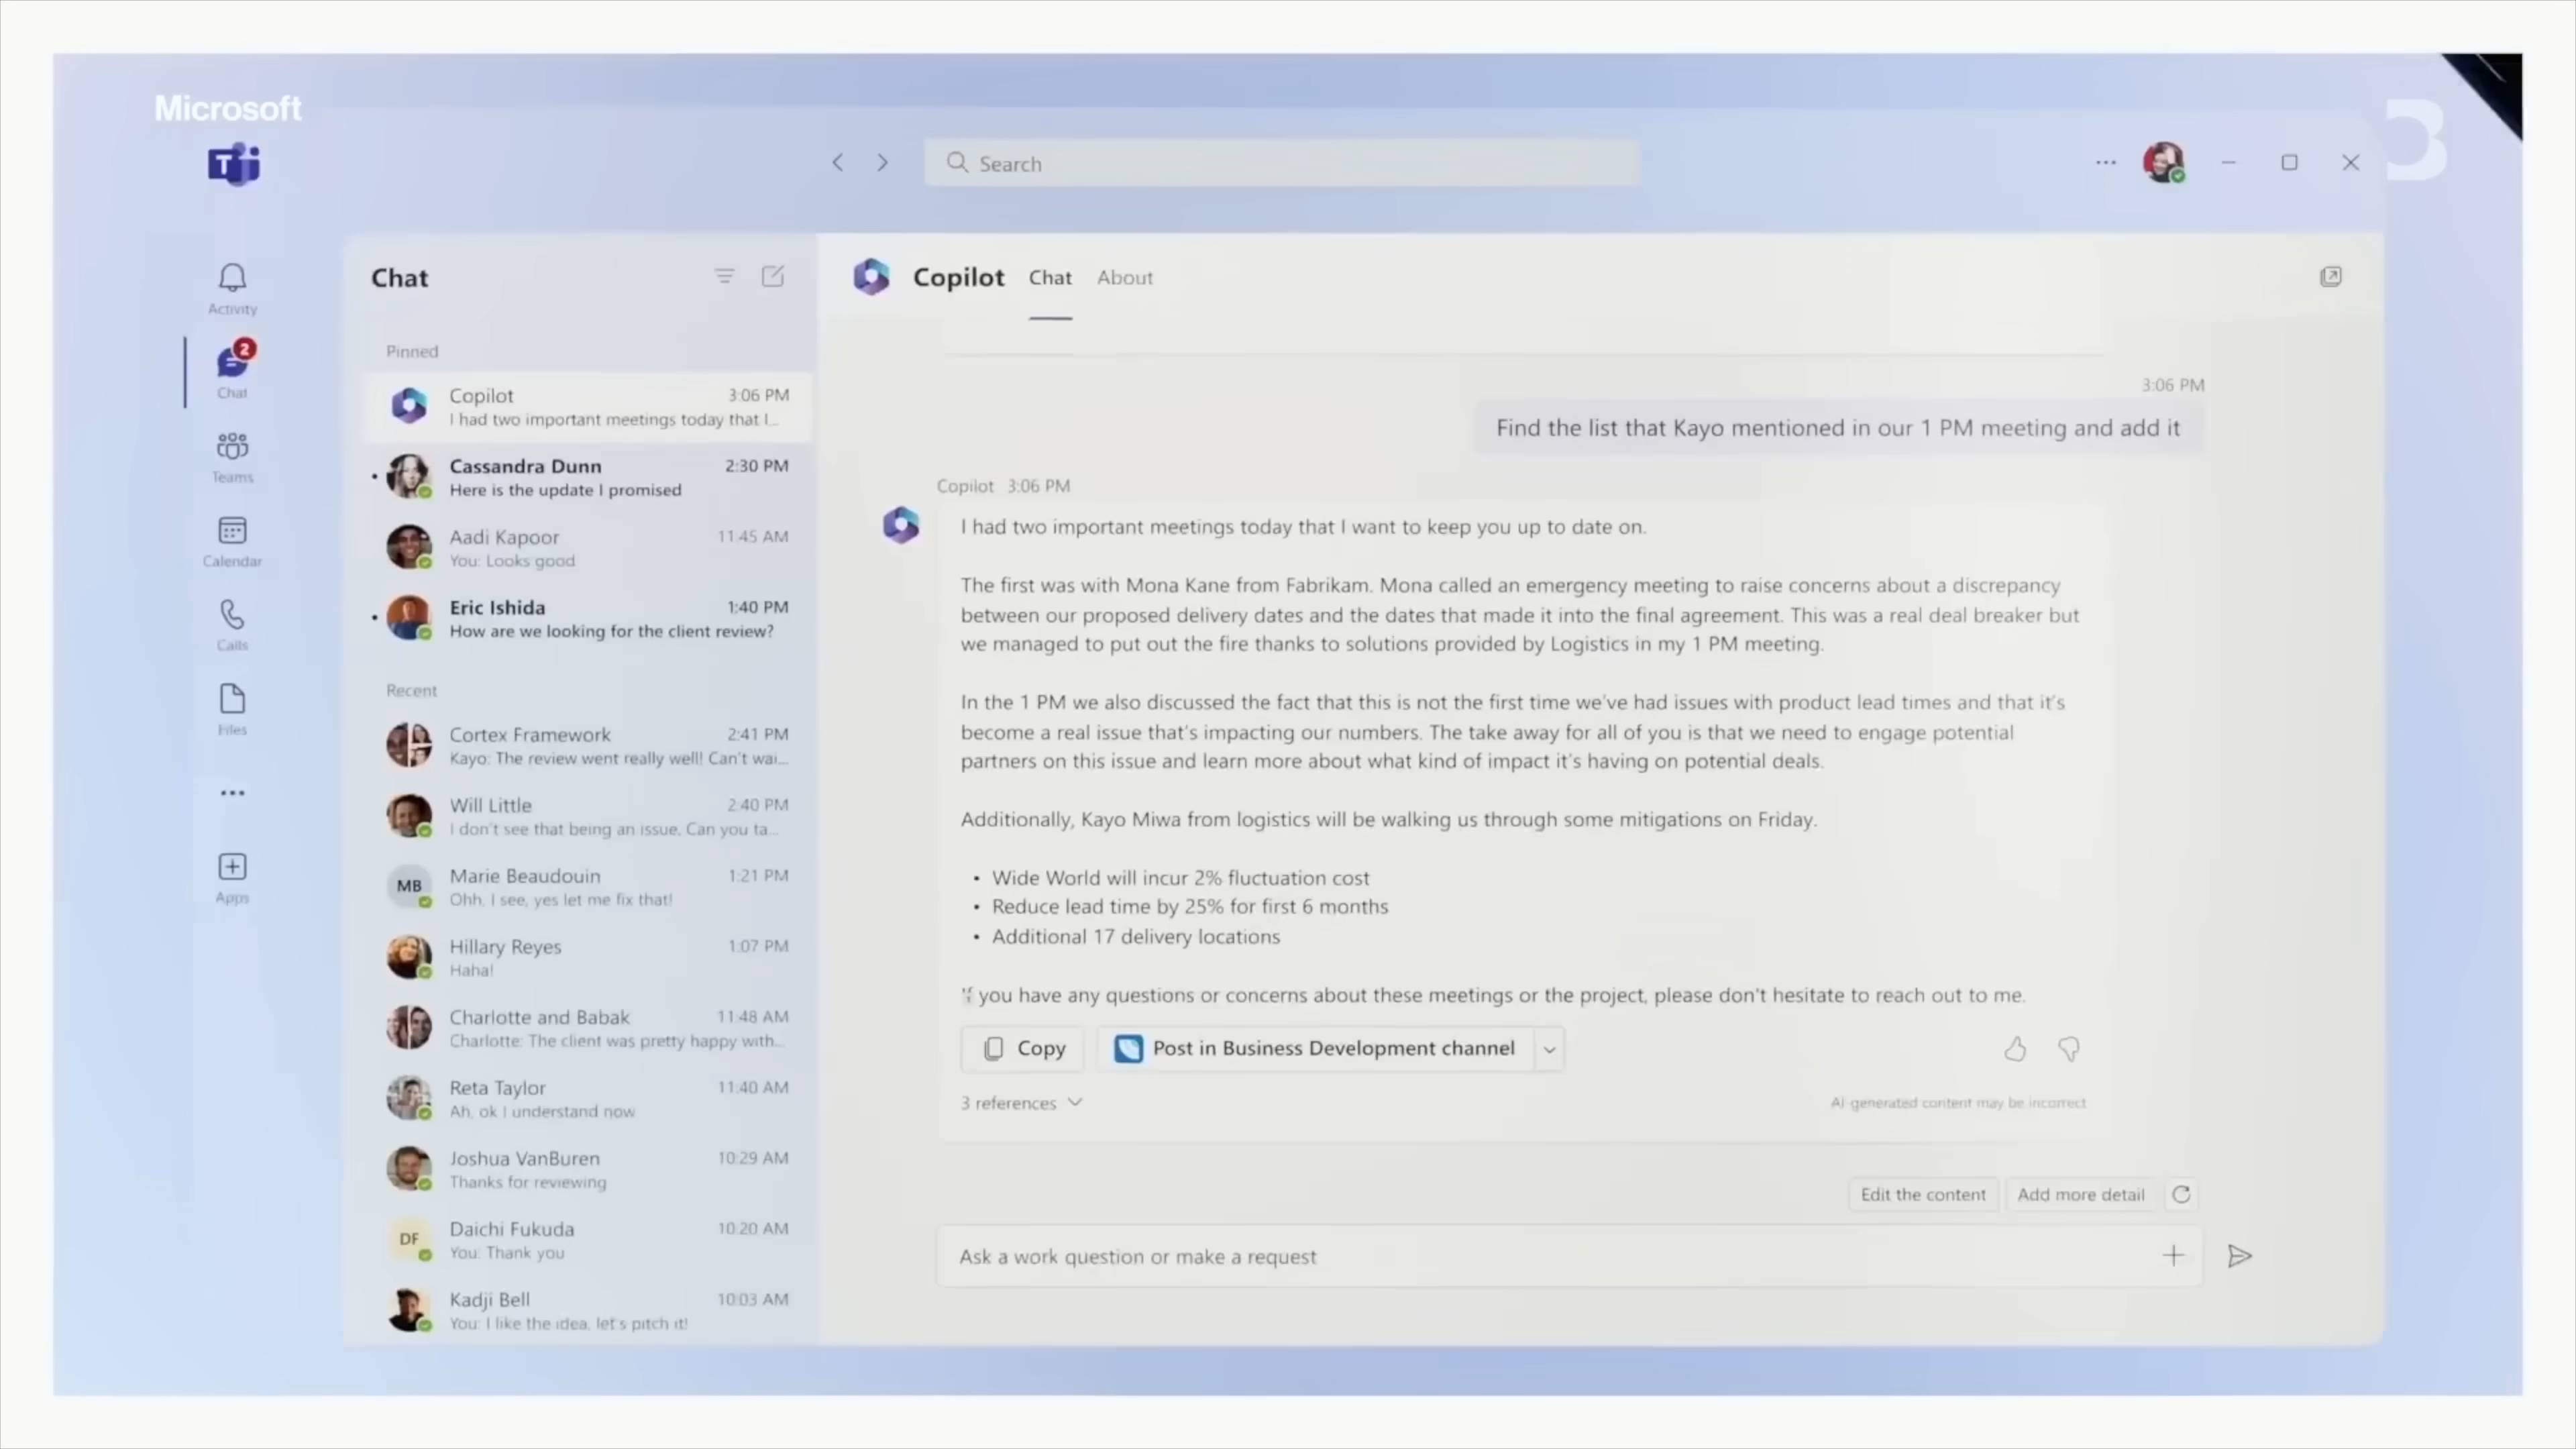 Microsoft
3
T
Search
Activity
2
Chat
Teams
Calendar
Calls
Files
Apps
Chat
Pinned
Copilot 3:06 PM
I had two important meetings today that I...
Cassandra Dunn 2:30 PM
Here is the update I promised
Aadi Kapoor 11:45 AM
You: Looks good
Eric Ishida 1:40 PM
How are we looking for the client review?
Recent
Cortex Framework 2:41 PM
Kayo: The review went really well! Can't wai...
Will Little 2:40 PM
I don't see that being an issue. Can you ta...
MB
Marie Beaudouin 1:21 PM
Ohh, I see, yes let me fix that!
Hillary Reyes 1:07 PM
Haha!
Charlotte and Babak 11:48 AM
Charlotte: The client was pretty happy with...
Reta Taylor 11:40 AM
Ah, ok I understand now
Joshua VanBuren 10:29 AM
Thanks for reviewing
DF
Daichi Fukuda 10:20 AM
You: Thank you
Kadji Bell 10:03 AM
You: I like the idea, let's pitch it!
Copilot Chat About
3:06 PM
Find the list that Kayo mentioned in our 1 PM meeting and add it
Copilot 3:06 PM
I had two important meetings today that I want to keep you up to date on.
The first was with Mona Kane from Fabrikam. Mona called an emergency meeting to raise concerns about a discrepancy
between our proposed delivery dates and the dates that made it into the final agreement. This was a real deal breaker but
we managed to put out the fire thanks to solutions provided by Logistics in my 1 PM meeting.
In the 1 PM we also discussed the fact that this is not the first time we've had issues with product lead times and that it's
become a real issue that's impacting our numbers. The take away for all of you is that we need to engage potential
partners on this issue and learn more about what kind of impact it's having on potential deals.
Additionally, Kayo Miwa from logistics will be walking us through some mitigations on Friday.
• Wide World will incur 2% fluctuation cost
• Reduce lead time by 25% for first 6 months
• Additional 17 delivery locations
If you have any questions or concerns about these meetings or the project, please don't hesitate to reach out to me.
Copy
Post in Business Development channel
3 references
AI-generated content may be incorrect
Edit the content
Add more detail
Ask a work question or make a request